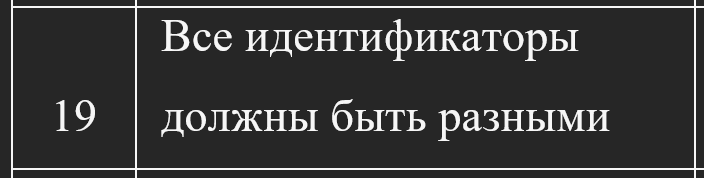 Все идентификаторы
19
должны быть разными